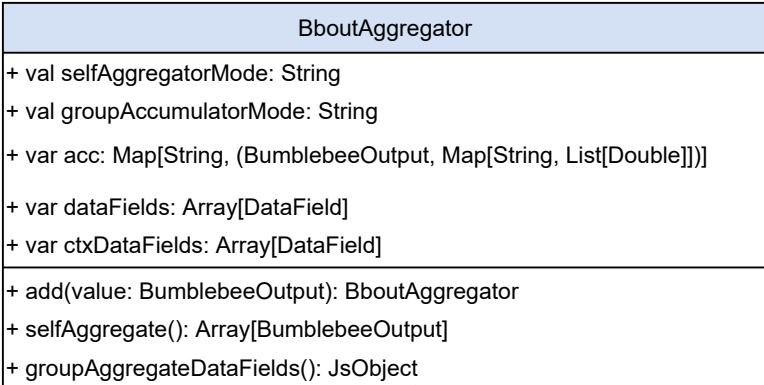 BboutAggregator
+ val selfAggregatorMode: String
+ val groupAccumulatorMode: String
+ var acc: Map[String, (BumblebeeOutput, Map[String, List[Double]])]
+ var dataFields: Array[DataField]
+ var ctxDataFields: Array[DataField]
+ add(value: BumblebeeOutput): BboutAggregator
+ selfAggregate(): Array[BumblebeeOutput]
+ groupAggregateDataFields(): JsObject